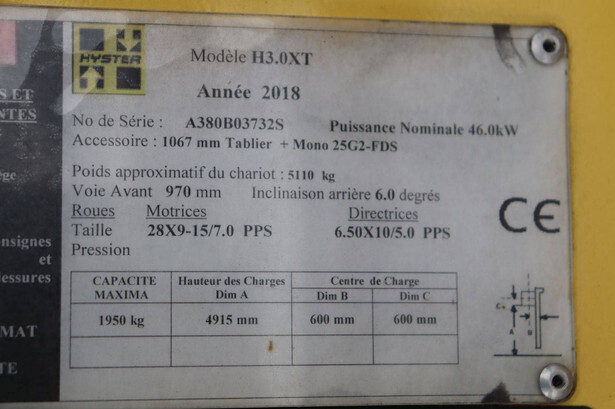 HYSTER
Modèle H3.0XT
Année 2018
No de Série : A380B03732S Puissance Nominale 46.0kW
Accessoire : 1067 mm Tablier + Mono 25G2-FDS
Poids approximatif du chariot : 5110 kg
Voie Avant 970 mm Inclinaison arrière 6.0 degrés
Roues Motrices Directrices
Taille 28X9-15/7.0 PPS 6.50X10/5.0 PPS
Pression
CE
CAPACITE MAXIMA Hauteur des Charges Dim A Centre de Charge
Dim B Dim C
1950 kg 4915 mm 600 mm 600 mm
A
B
S ET
NTES
ège
nsignes
et
lessures
MAT
TE